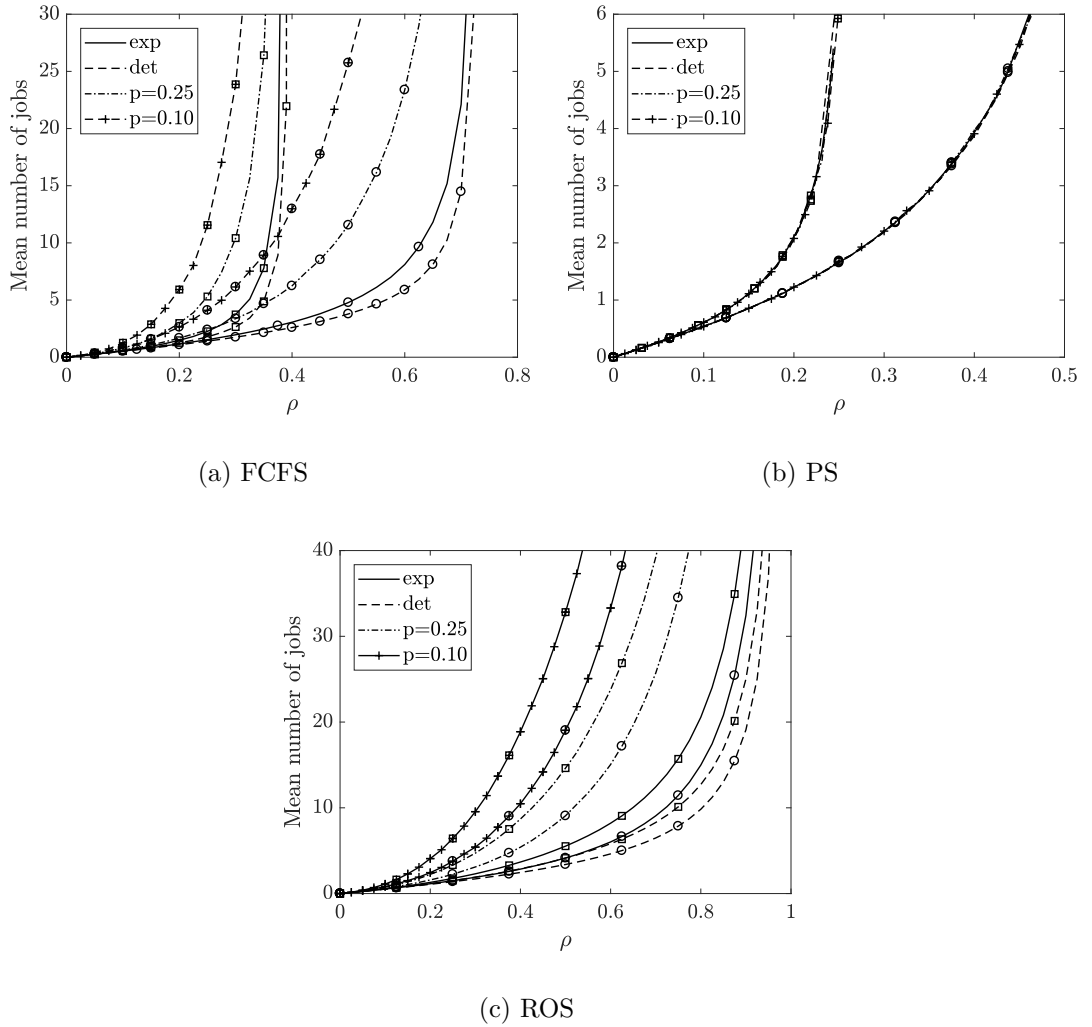 30
25
20
15
10
5
0
0
0.2
0.4
0.6
0.8
Mean number of jobs
ρ
exp
det
p=0.25
p=0.10
(a) FCFS
6
5
4
3
2
1
0
0
0.1
0.2
0.3
0.4
0.5
Mean number of jobs
ρ
exp
det
p=0.25
p=0.10
(b) PS
40
30
20
10
0
0
0.2
0.4
0.6
0.8
1
Mean number of jobs
ρ
exp
det
p=0.25
p=0.10
(c) ROS